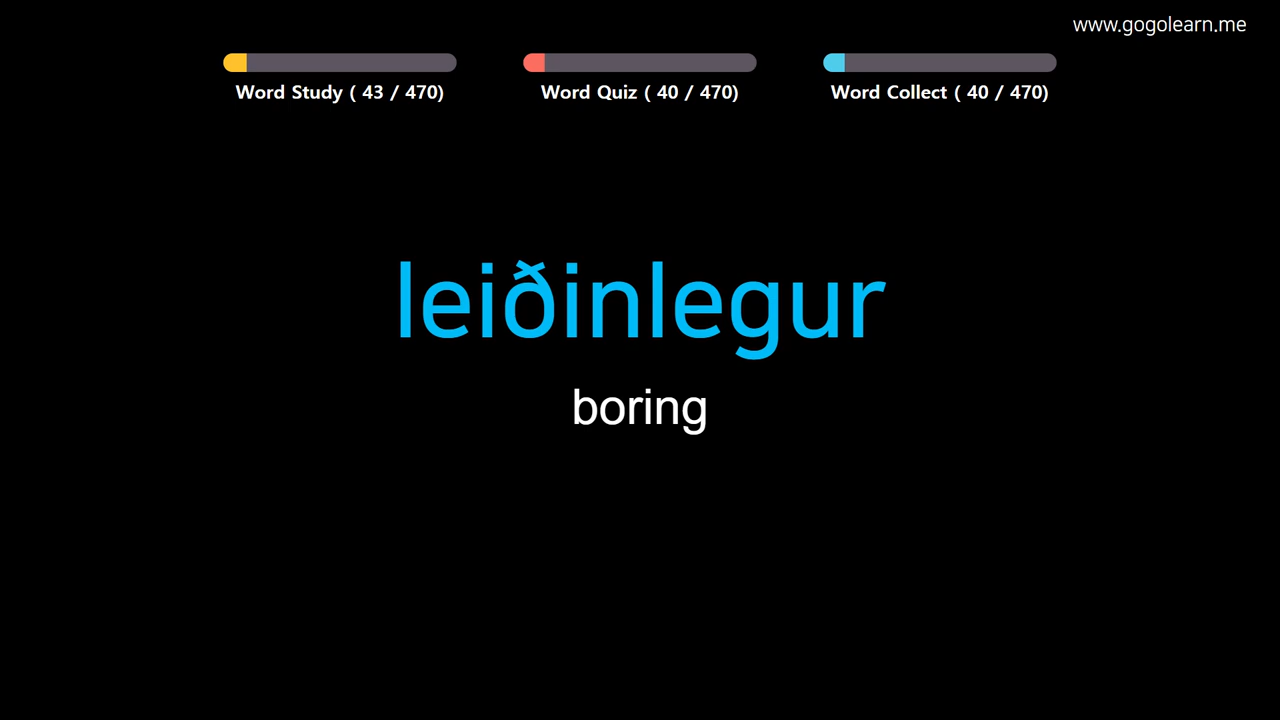 www.gogolearn.me
Word Study ( 43 / 470)
Word Quiz ( 40 / 470)
Word Collect ( 40 / 470)
leiðinlegur
boring